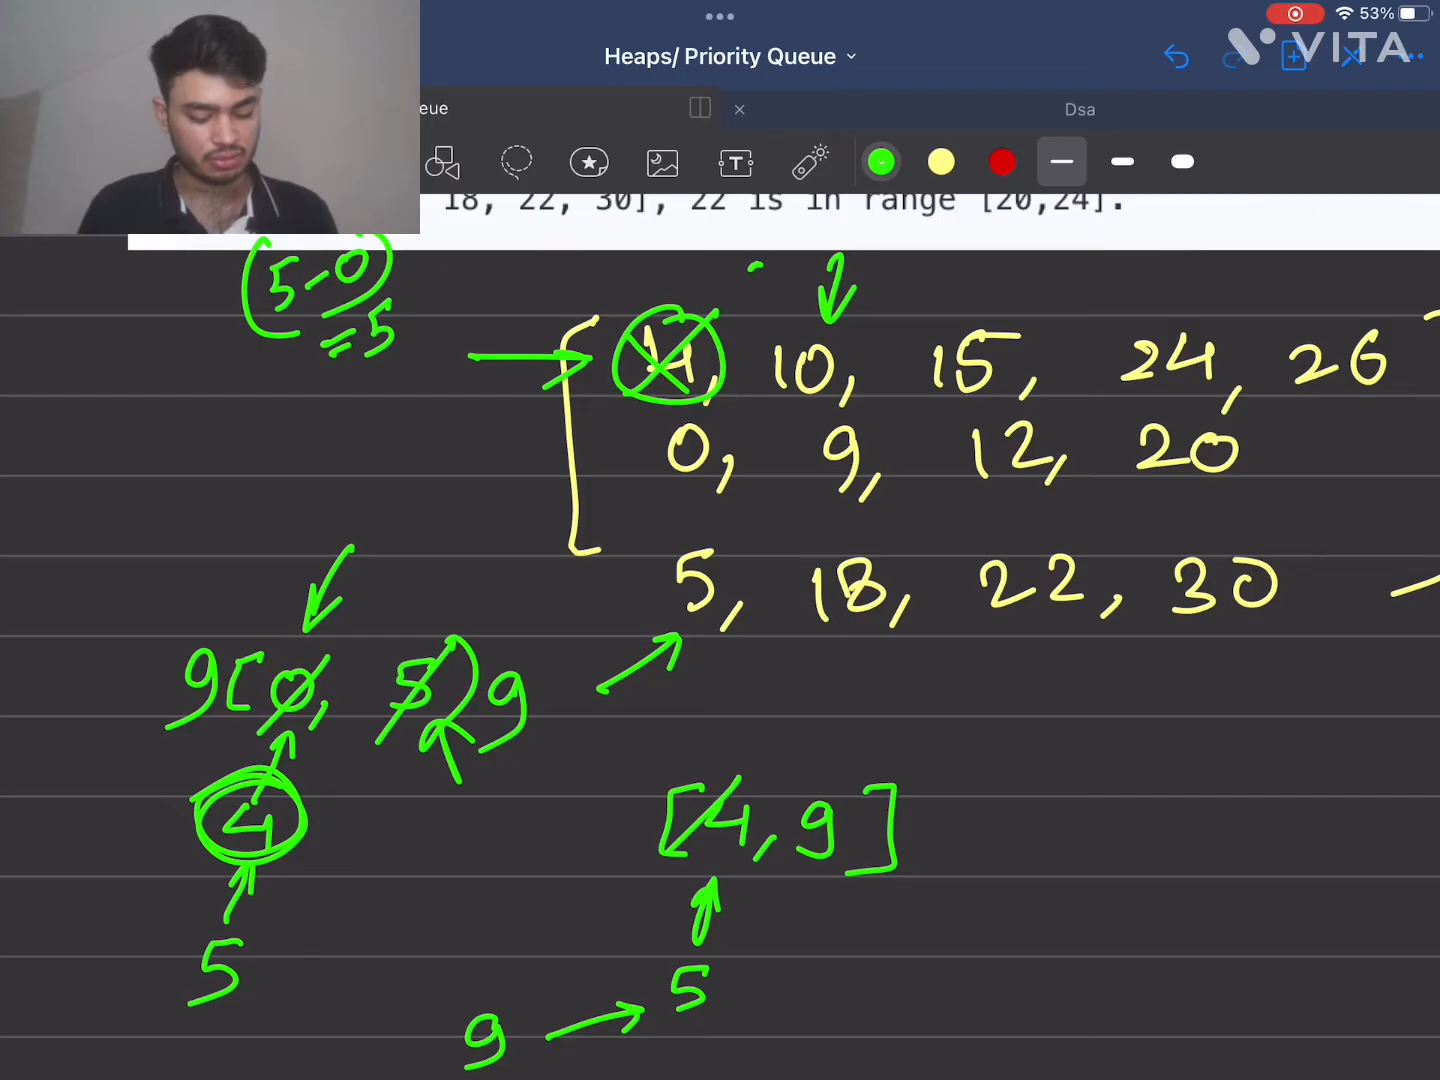 53%
Heaps/ Priority Queue
VITA
eue
Dsa
18, 22, 30], 22 is in range [20,24].
(5-0)
=5
[4, 10, 15, 24, 26
0, 9, 12, 20
5, 18, 22, 30
9[0, 5)9
4
[4, 9]
5
5
9